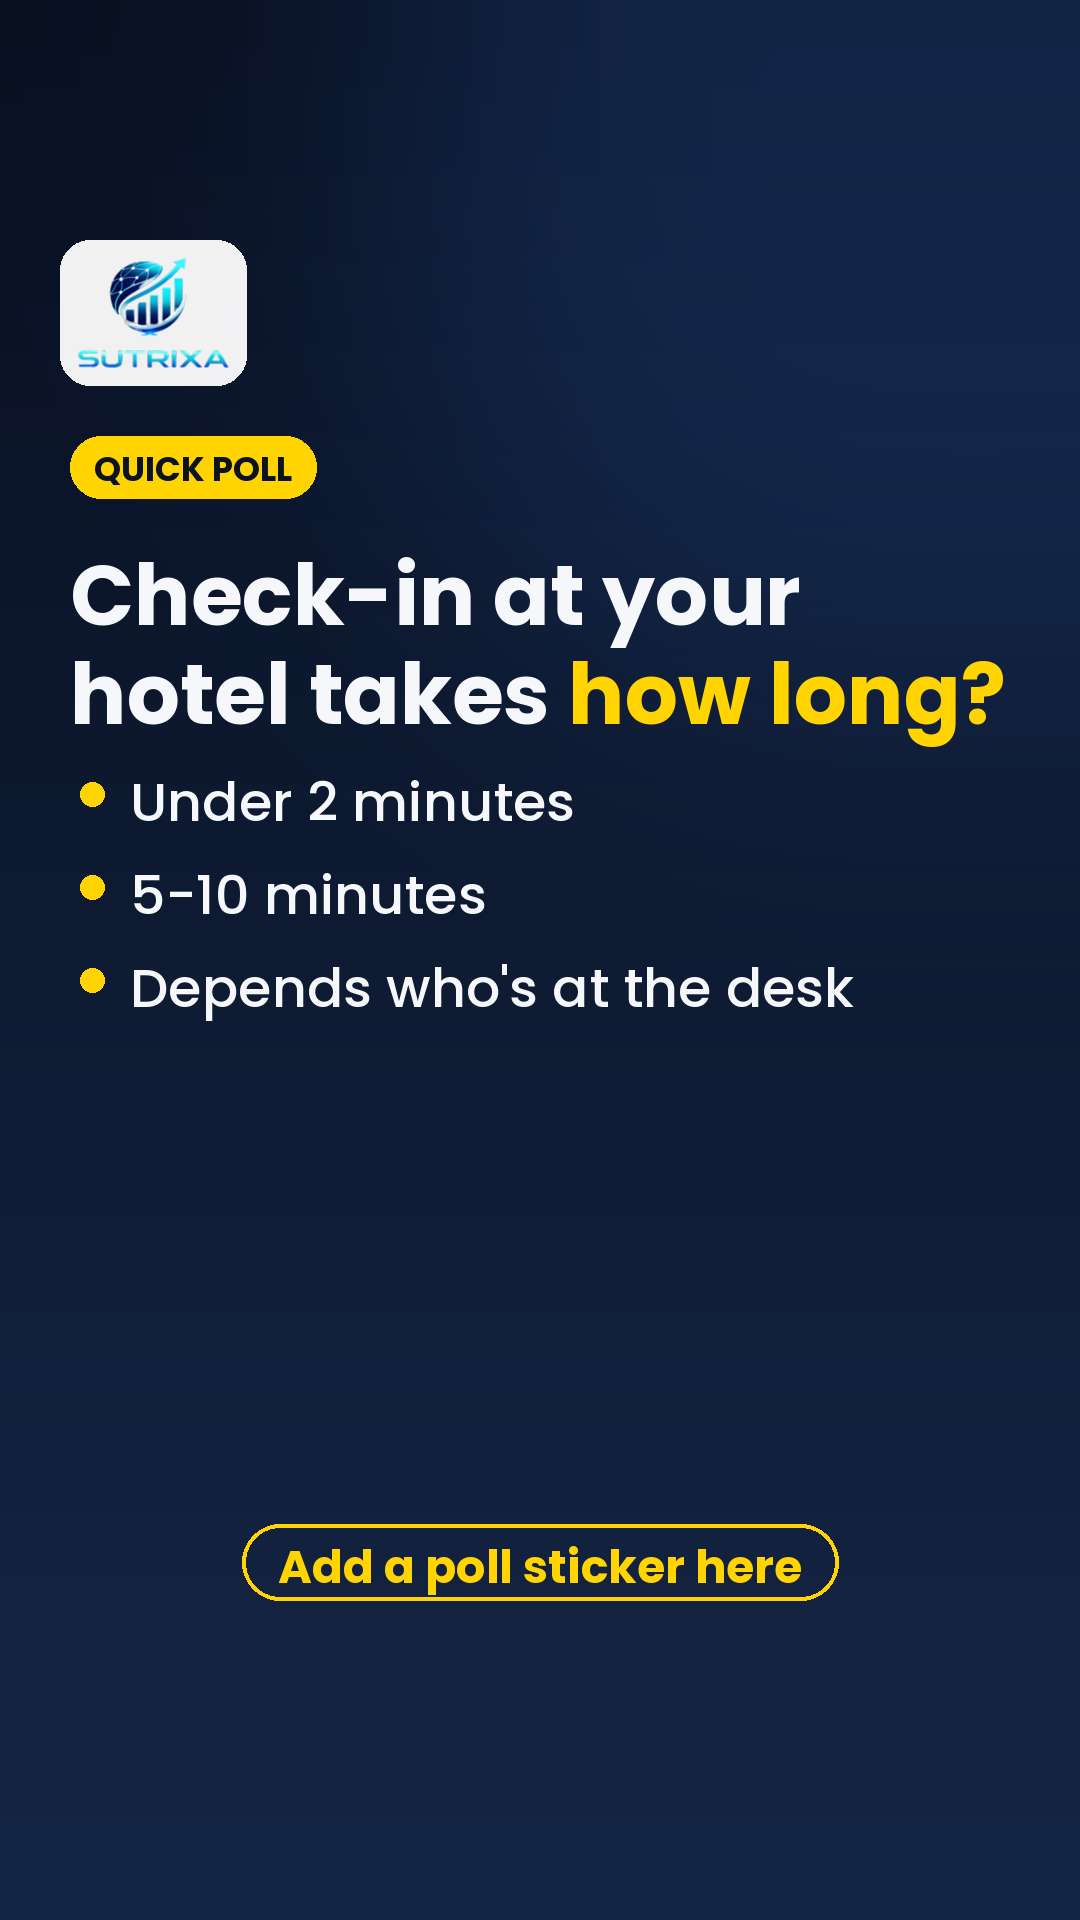 SUTRIXA
QUICK POLL
Check-in at your
hotel takes how long?
Under 2 minutes
5-10 minutes
Depends who's at the desk
Add a poll sticker here